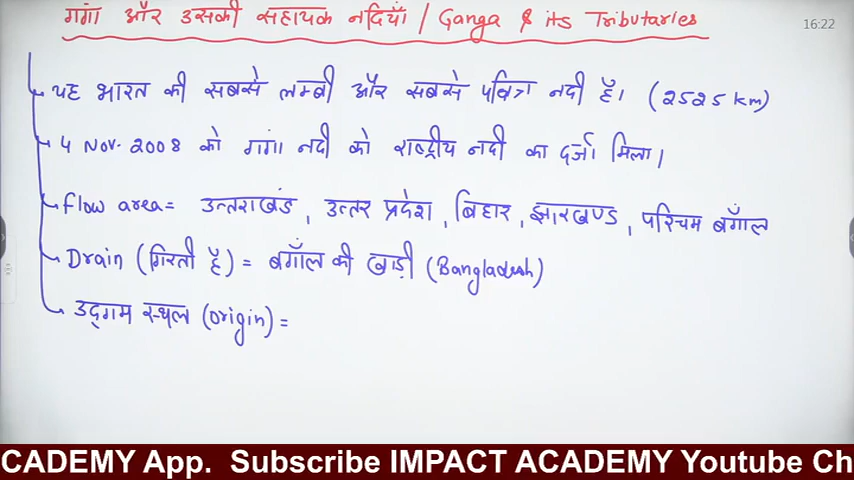 गंगा और उसकी सहायक नदियाँ / Ganga & its Tributaries
16:22
यह भारत की सबसे लम्बी और सबसे पवित्र नदी है। (2525 km)
4 Nov. 2008 को गंगा नदी को राष्ट्रीय नदी का दर्जा मिला।
flow area = उत्तराखंड, उत्तर प्रदेश, बिहार, झारखण्ड, पश्चिम बगाँल
Drain (गिरती है) = बगाँल की खाड़ी (Bangladesh)
उद्गम स्थल (origin) =
CADEMY App. Subscribe IMPACT ACADEMY Youtube Ch